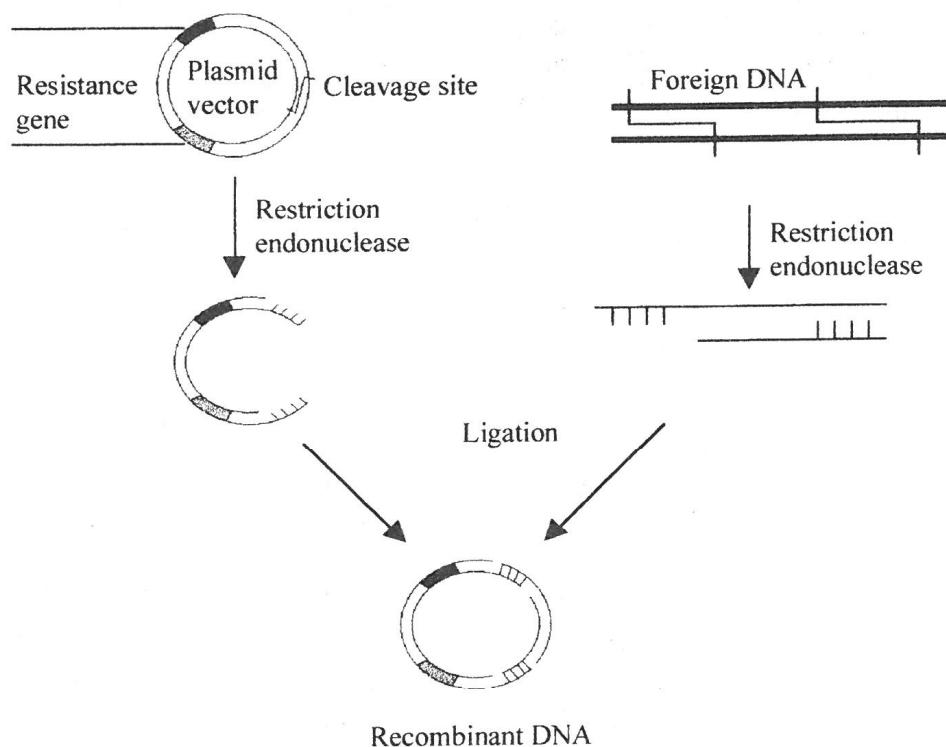 Resistance
gene
Plasmid
vector
Cleavage site
Foreign DNA
Restriction
endonuclease
Restriction
endonuclease
Ligation
Recombinant DNA